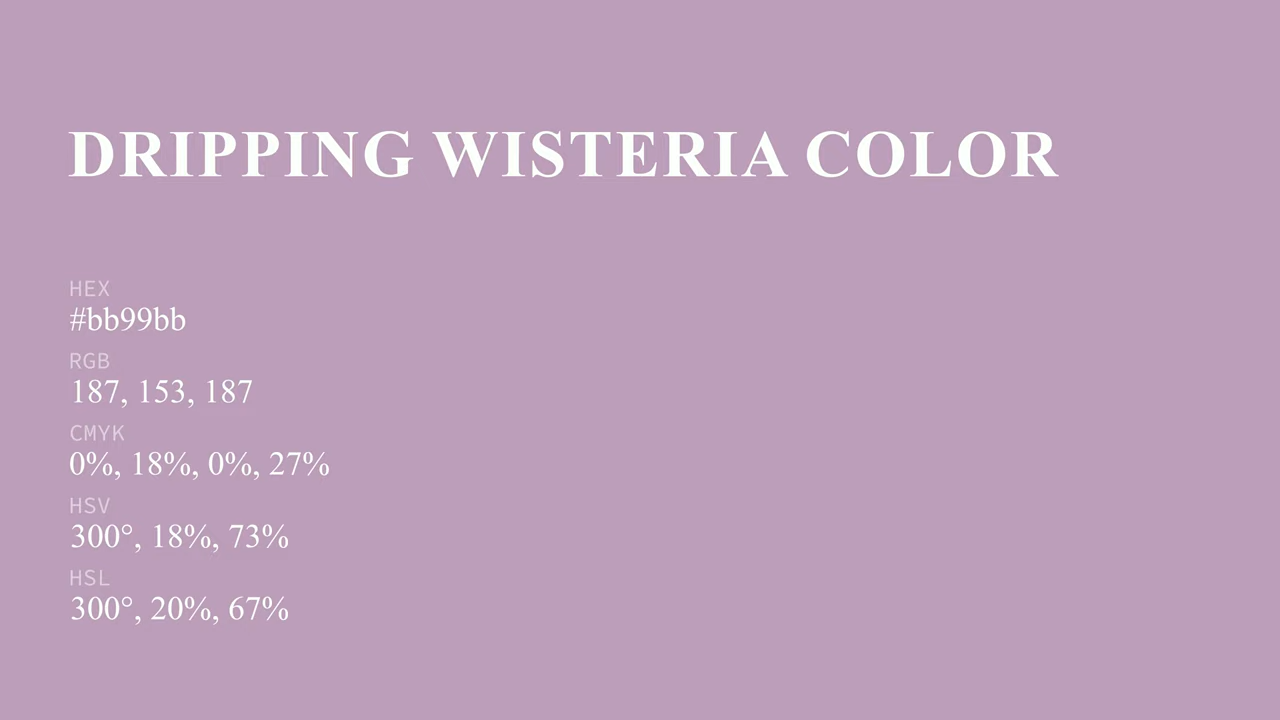 DRIPPING WISTERIA COLOR
HEX
#bb99bb
RGB
187, 153, 187
CMYK
0%, 18%, 0%, 27%
HSV
300°, 18%, 73%
HSL
300°, 20%, 67%